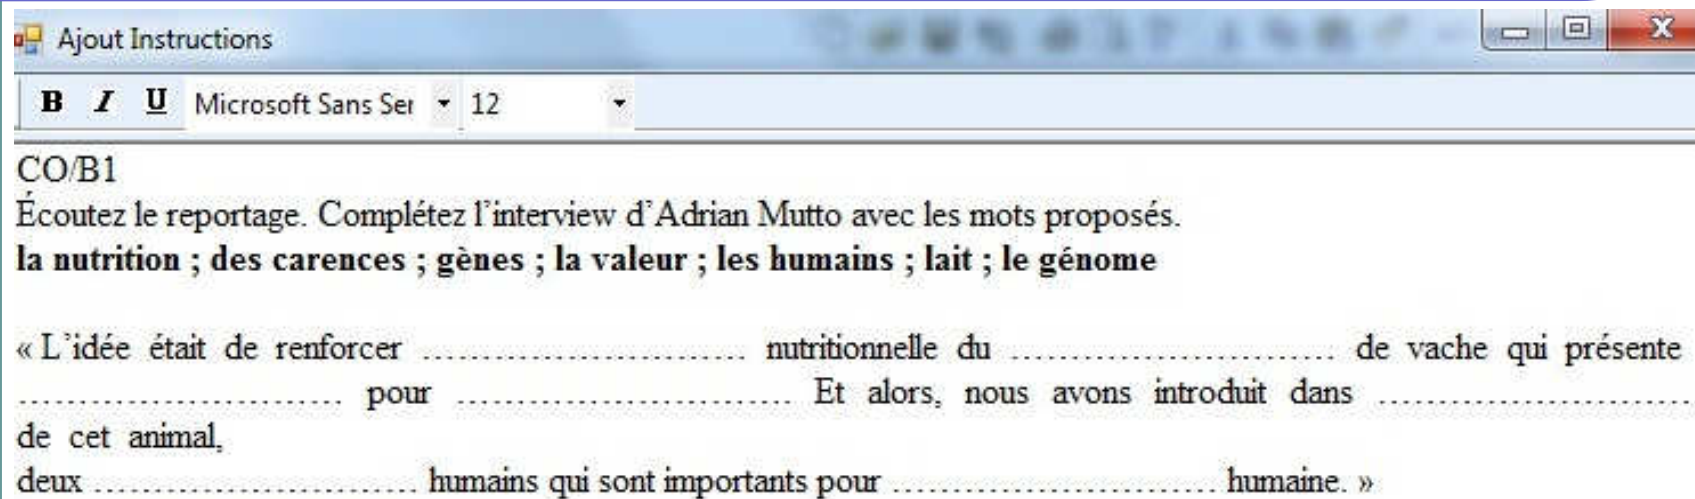 Ajout Instructions
B I U Microsoft Sans Ser 12
CO/B1
Écoutez le reportage. Complétez l'interview d'Adrian Mutto avec les mots proposés.
la nutrition ; des carences ; gènes ; la valeur ; les humains ; lait ; le génome
« L'idée était de renforcer ........................... nutritionnelle du ........................... de vache qui présente
........................... pour ............................ Et alors, nous avons introduit dans ..........................
de cet animal,
deux ........................... humains qui sont importants pour ........................... humaine. »